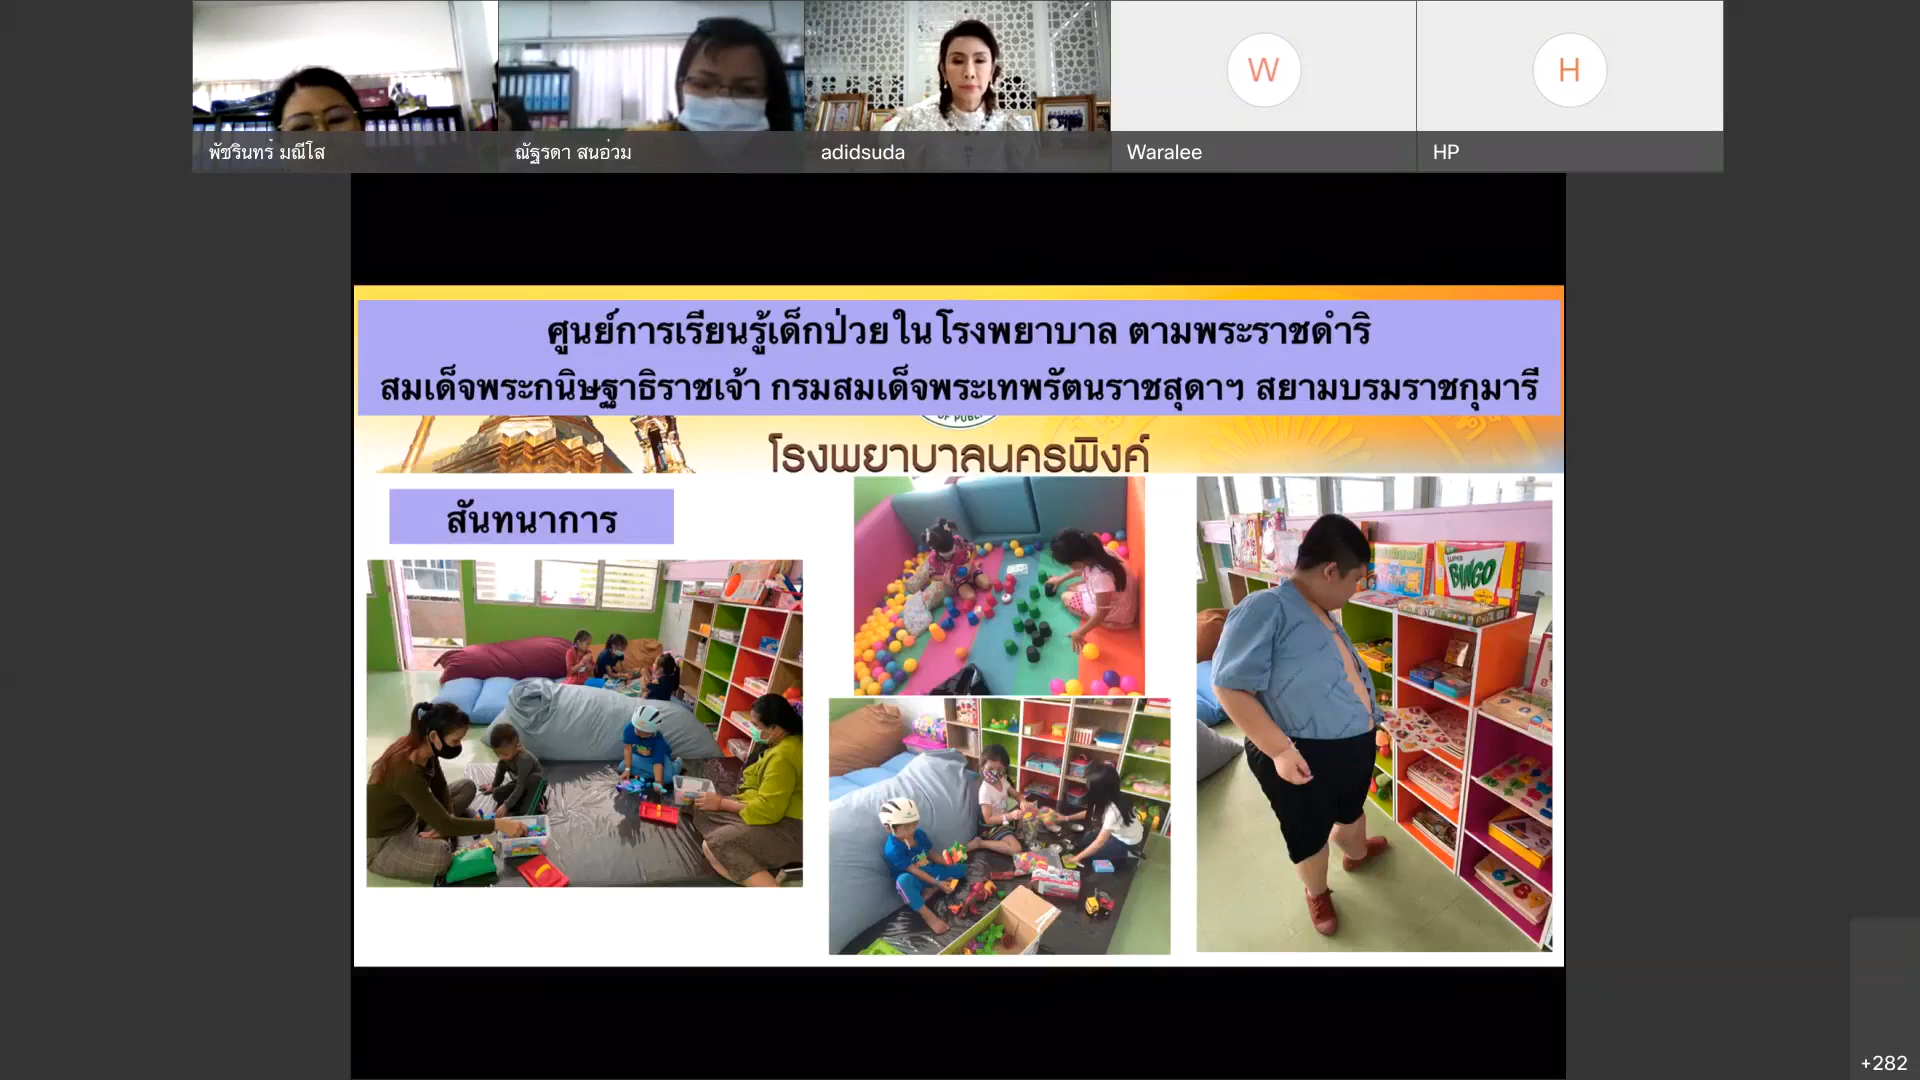 พัชรินทร์ มณีโส
ณัฐรดา สนอ่วม
adidsuda
W
Waralee
H
HP
ศูนย์การเรียนรู้เด็กป่วยในโรงพยาบาล ตามพระราชดำริ
สมเด็จพระกนิษฐาธิราชเจ้า กรมสมเด็จพระเทพรัตนราชสุดาฯ สยามบรมราชกุมารี
OF PUBL
โรงพยาบาลนครพิงค์
สันทนาการ
SUPER
BINGO
678
+282